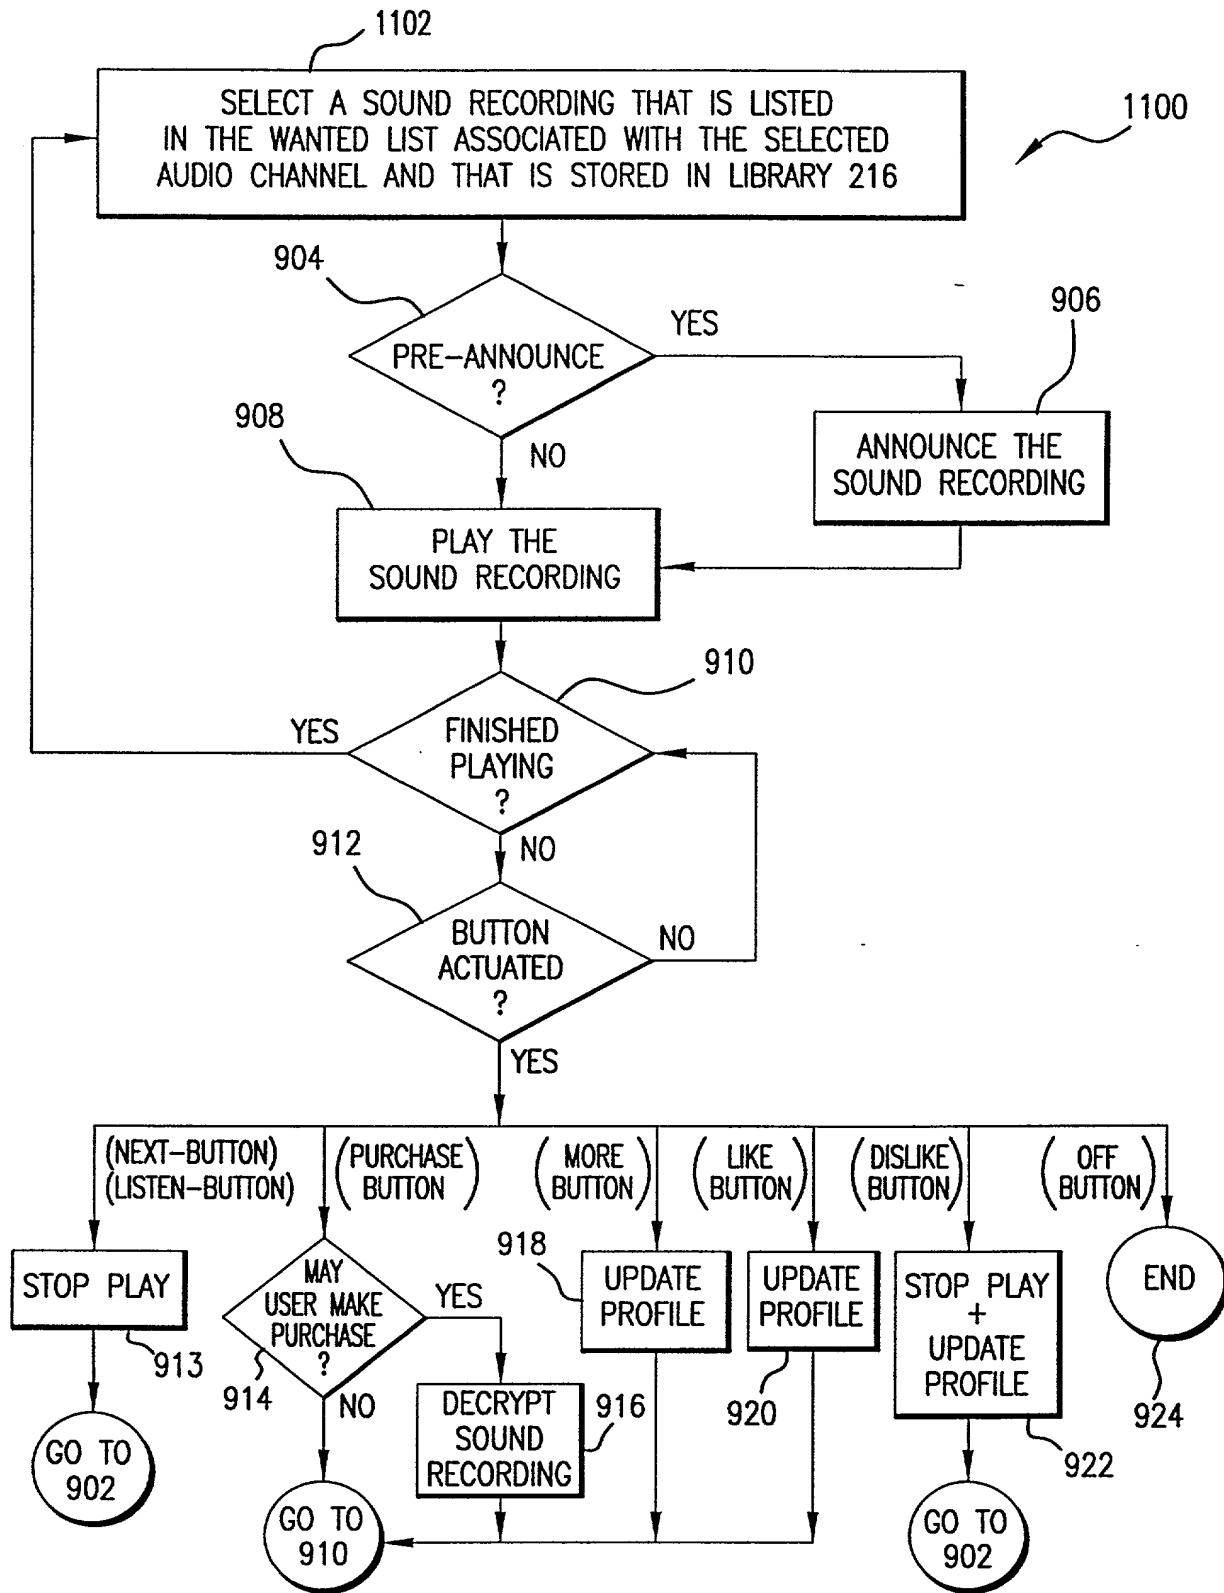 1102
SELECT A SOUND RECORDING THAT IS LISTED
IN THE WANTED LIST ASSOCIATED WITH THE SELECTED
AUDIO CHANNEL AND THAT IS STORED IN LIBRARY 216
1100
904
PRE-ANNOUNCE
?
YES
906
NO
ANNOUNCE THE
SOUND RECORDING
908
PLAY THE
SOUND RECORDING
910
YES
FINISHED
PLAYING
?
NO
912
BUTTON
ACTUATED
?
NO
YES
(NEXT-BUTTON)
(LISTEN-BUTTON)
(PURCHASE
BUTTON)
(MORE
BUTTON)
(LIKE
BUTTON)
(DISLIKE
BUTTON)
(OFF
BUTTON)
STOP PLAY
913
GO TO
902
MAY
USER MAKE
PURCHASE
?
914
YES
NO
DECRYPT
SOUND
RECORDING
916
GO TO
910
918
UPDATE
PROFILE
UPDATE
PROFILE
920
STOP PLAY
+
UPDATE
PROFILE
922
GO TO
902
END
924